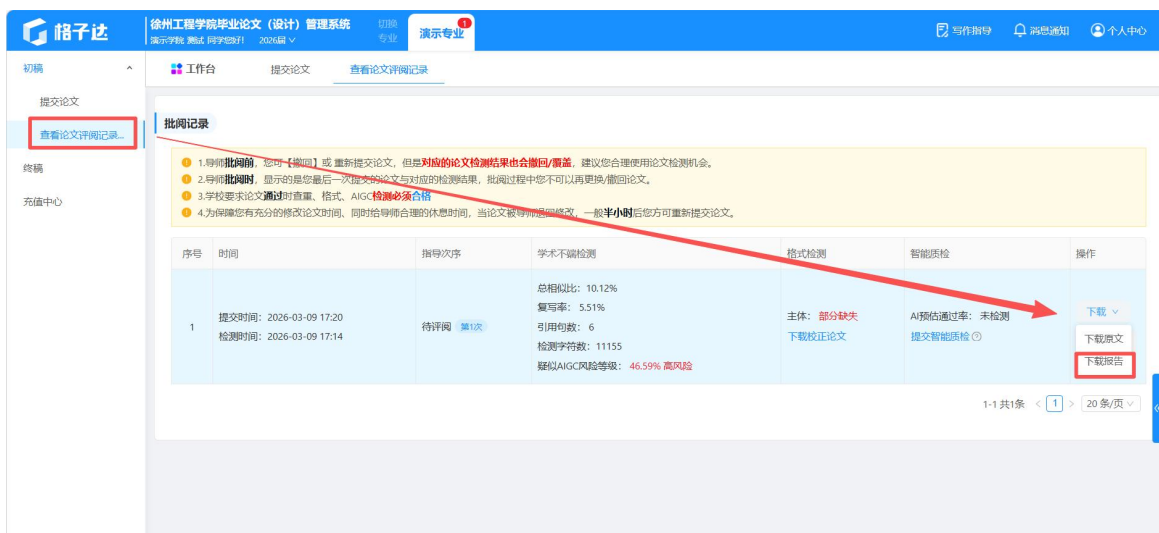 格子达
徐州工程学院毕业论文（设计）管理系统
演示学院 测试 同学您好! 2026届
切换
专业
演示专业
1
写作指导
消息通知
个人中心
初稿
提交论文
查看论文评阅记录...
终稿
充值中心
工作台
提交论文
查看论文评阅记录
批阅记录
1.导师批阅前，您可【撤回】或 重新提交论文，但是对应的论文检测结果也会撤回/覆盖，建议您合理使用论文检测机会。
2.导师批阅时，显示的是您最后一次提交的论文与对应的检测结果，批阅过程中您不可以再更换/撤回论文。
3.学校要求论文通过时查重、格式、AIGC检测必须合格
4.为保障您有充分的修改论文时间、同时给导师合理的休息时间，当论文被导师退回修改，一般半小时后您方可重新提交论文。
序号 时间 指导次序 学术不端检测 格式检测 智能质检 操作
1
提交时间：2026-03-09 17:20
检测时间：2026-03-09 17:14
待评阅 第1次
总相似比：10.12%
复写率：5.51%
引用句数：6
检测字符数：11155
疑似AIGC风险等级：46.59% 高风险
主体：部分缺失
下载校正论文
AI预估通过率：未检测
提交智能质检
下载
下载原文
下载报告
1-1 共1条 < 1 > 20 条/页